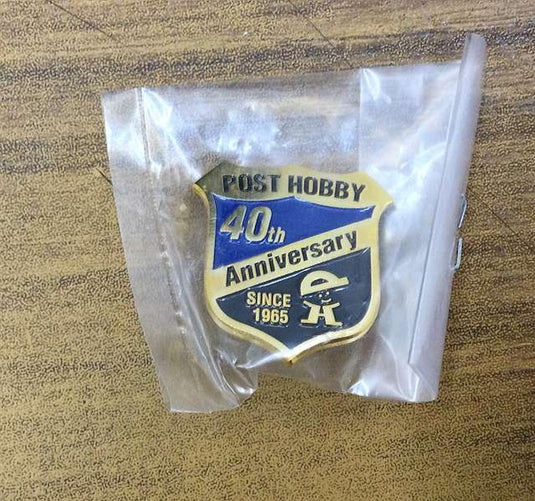 POST HOBBY
40th
Anniversary
SINCE
1965